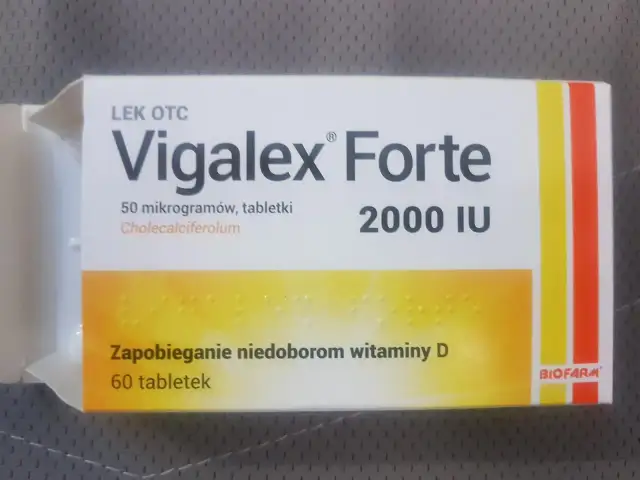 LEK OTC
Vigalex® Forte
50 mikrogramów, tabletki
2000 IU
Cholecalciferolum
Zapobieganie niedoborom witaminy D
60 tabletek
BIOFARM